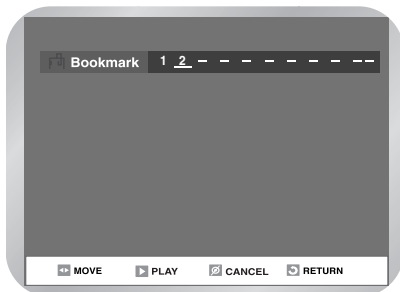 Bookmark 1 2 – – – – – – – – – –
MOVE PLAY CANCEL RETURN